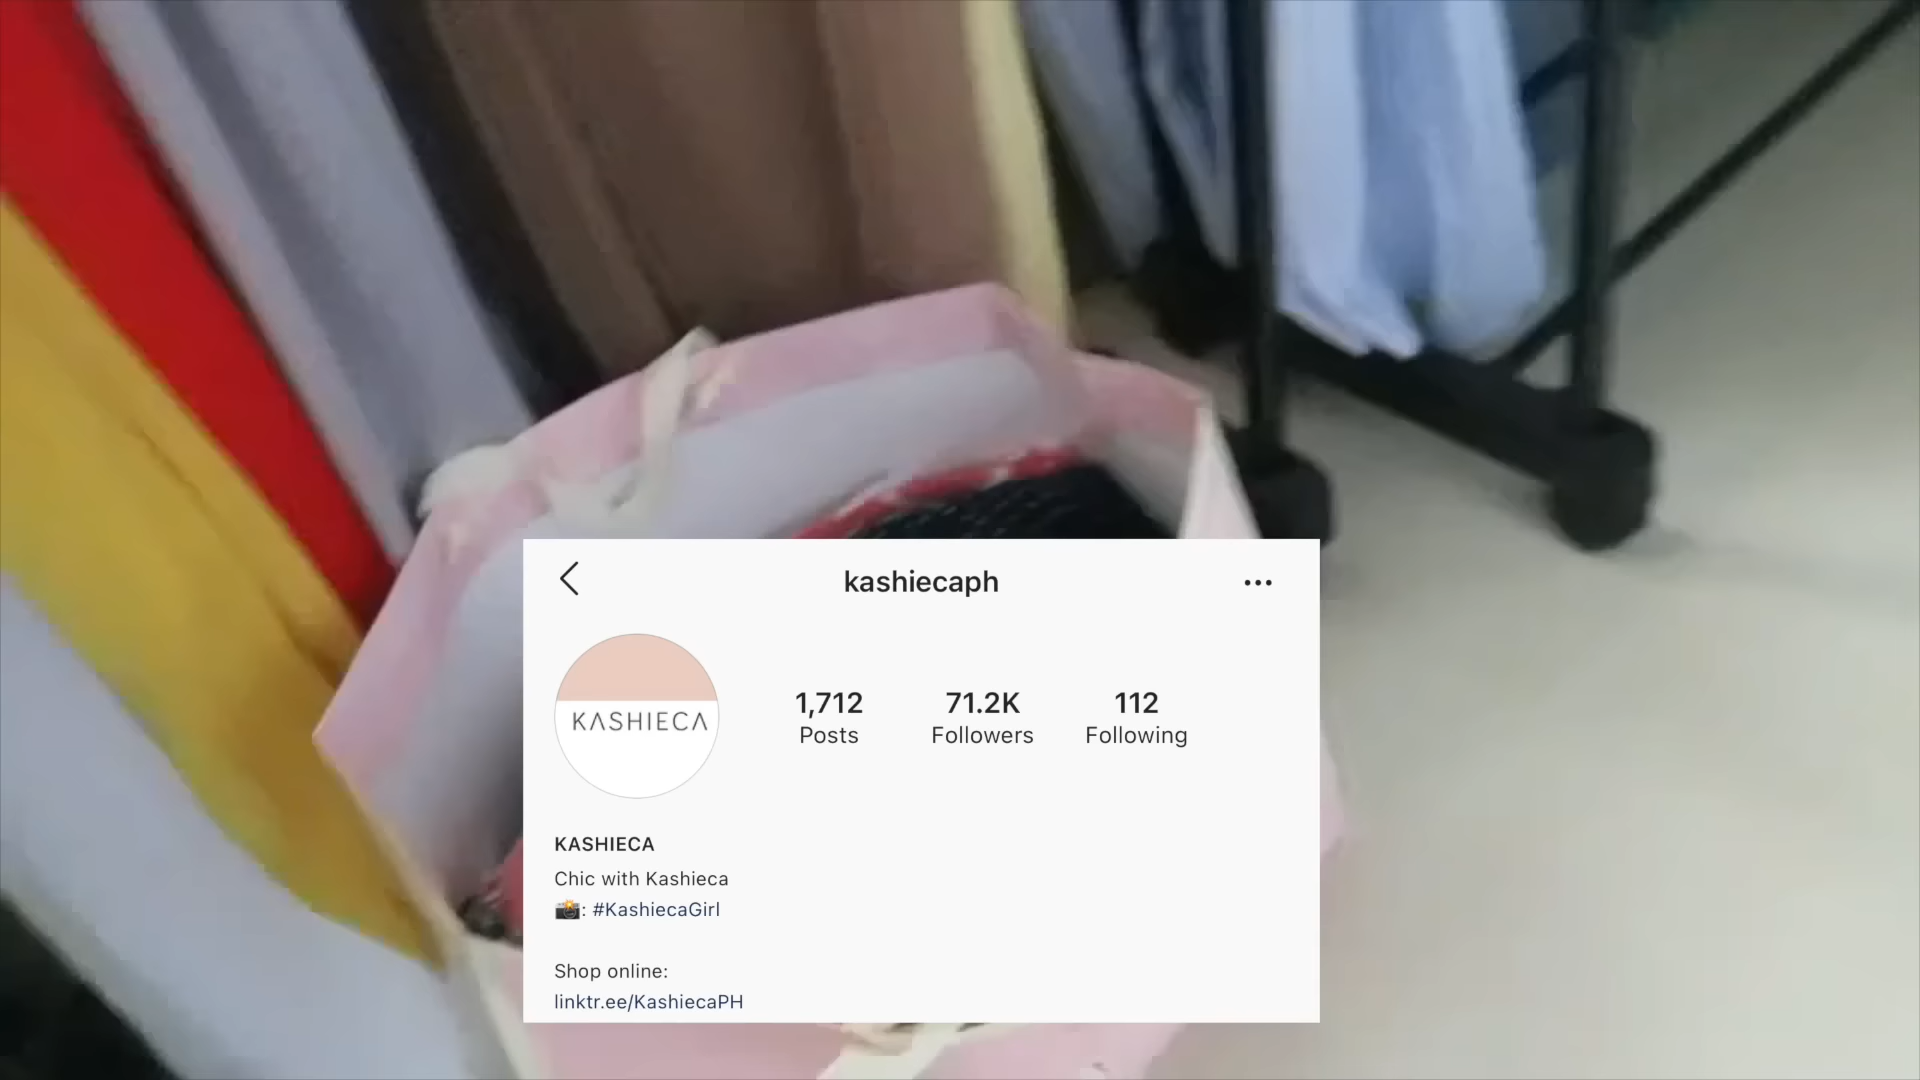 kashiecaph
KASHIECA
1,712 71.2K 112
Posts Followers Following
KASHIECA
Chic with Kashieca
📸: #KashiecaGirl
Shop online:
linktr.ee/KashiecaPH